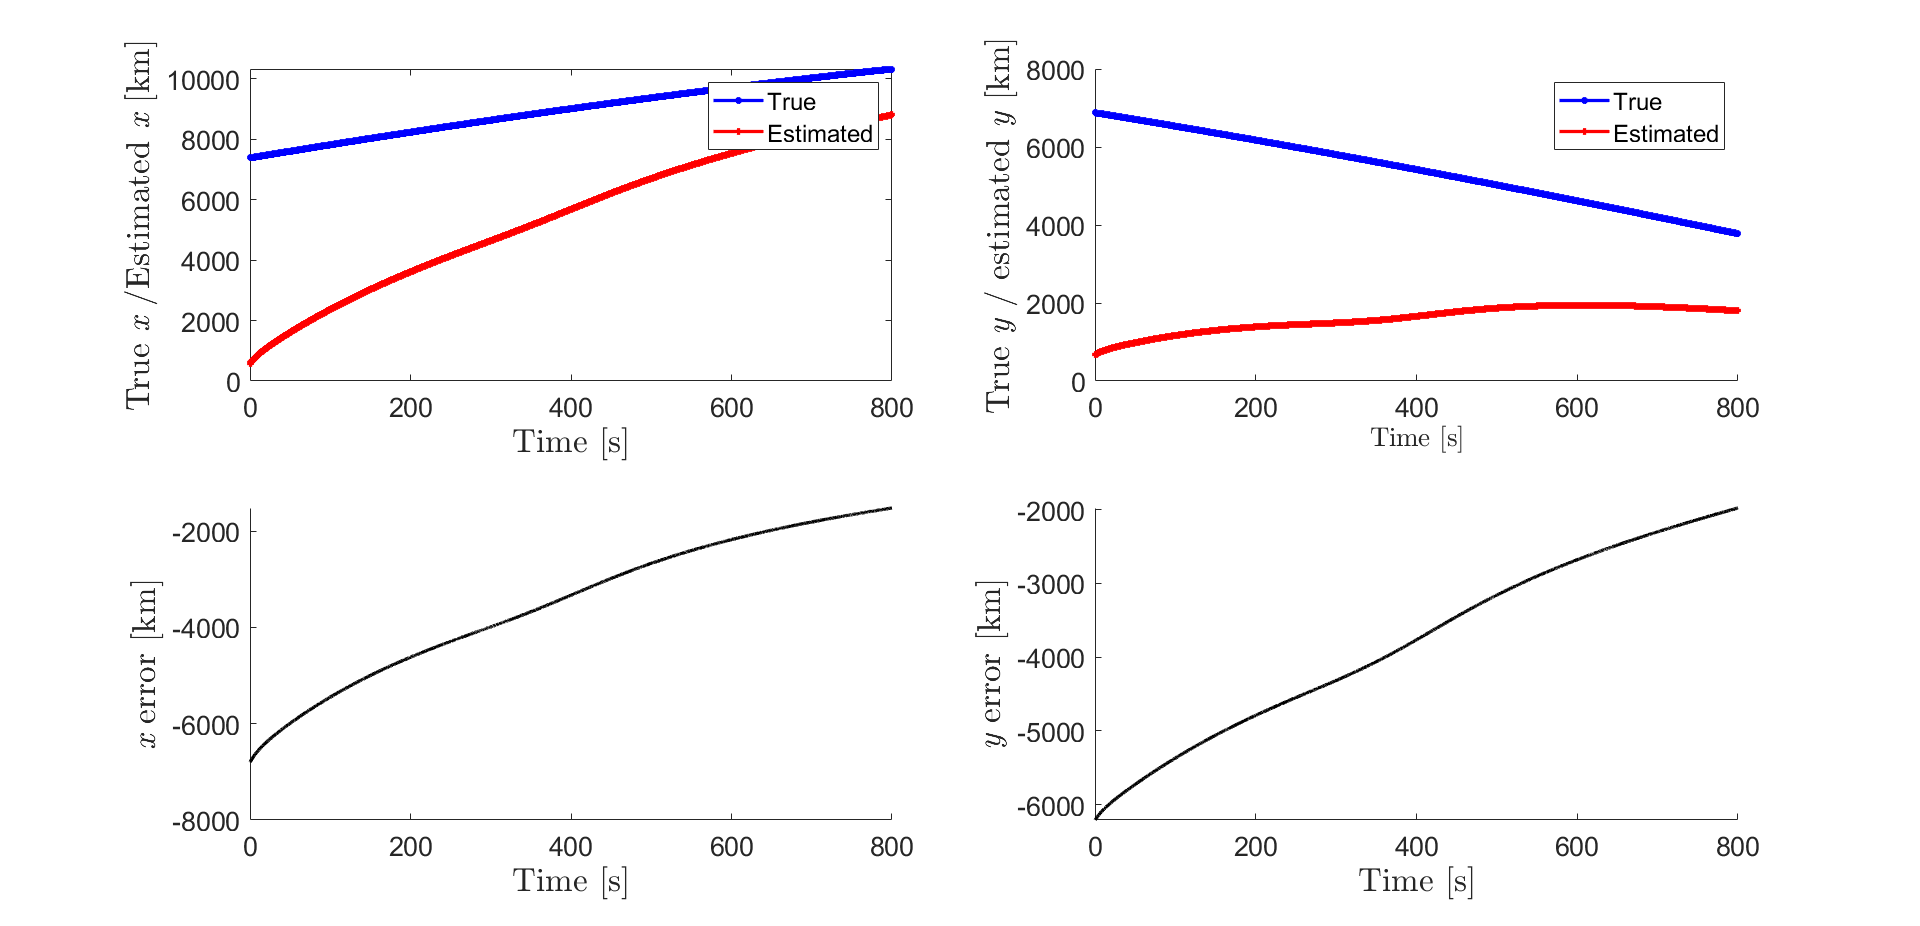 True x /Estimated x [km]
10000
8000
6000
4000
2000
0
0 200 400 600 800
Time [s]
True
Estimated
True y / estimated y [km]
8000
6000
4000
2000
0
0 200 400 600 800
Time [s]
True
Estimated
x error [km]
-2000
-4000
-6000
-8000
0 200 400 600 800
Time [s]
y error [km]
-2000
-3000
-4000
-5000
-6000
0 200 400 600 800
Time [s]